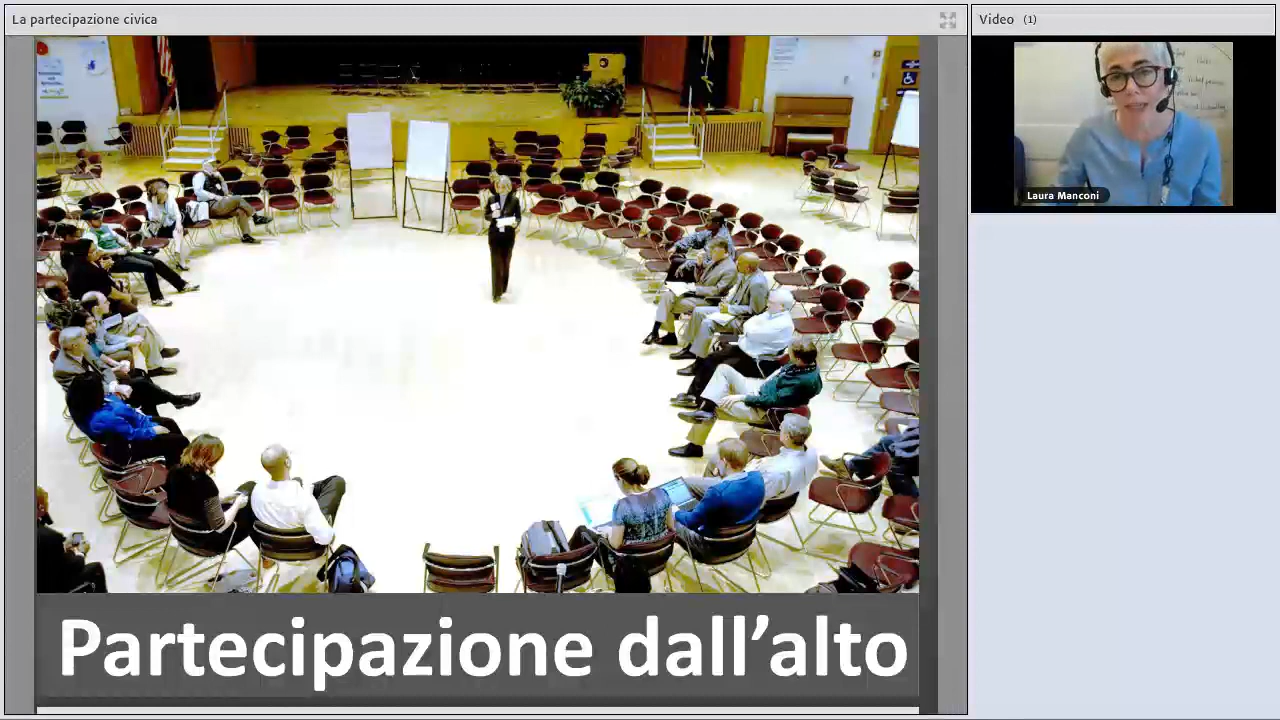 La partecipazione civica
Video (1)
Laura Manconi
Partecipazione dall'alto